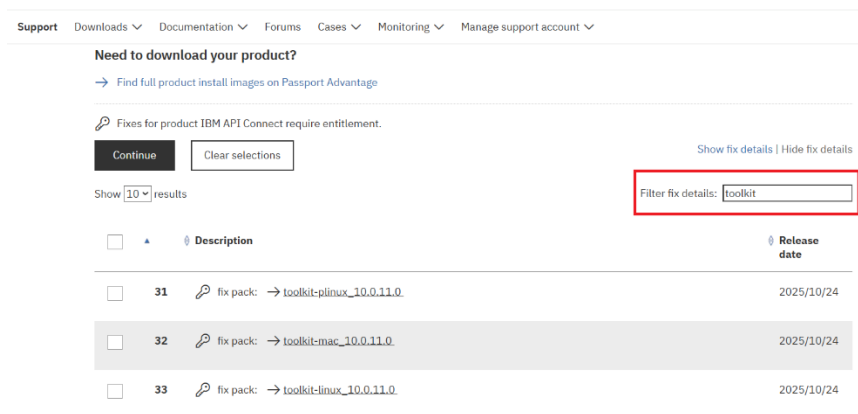 Support Downloads Documentation Forums Cases Monitoring Manage support account
Need to download your product?
→ Find full product install images on Passport Advantage
Fixes for product IBM API Connect require entitlement.
Continue Clear selections
Show fix details | Hide fix details
Show 10 results
Filter fix details: toolkit
Description Release date
31 fix pack: → toolkit-plinux_10.0.11.0 2025/10/24
32 fix pack: → toolkit-mac_10.0.11.0 2025/10/24
33 fix pack: → toolkit-linux_10.0.11.0 2025/10/24